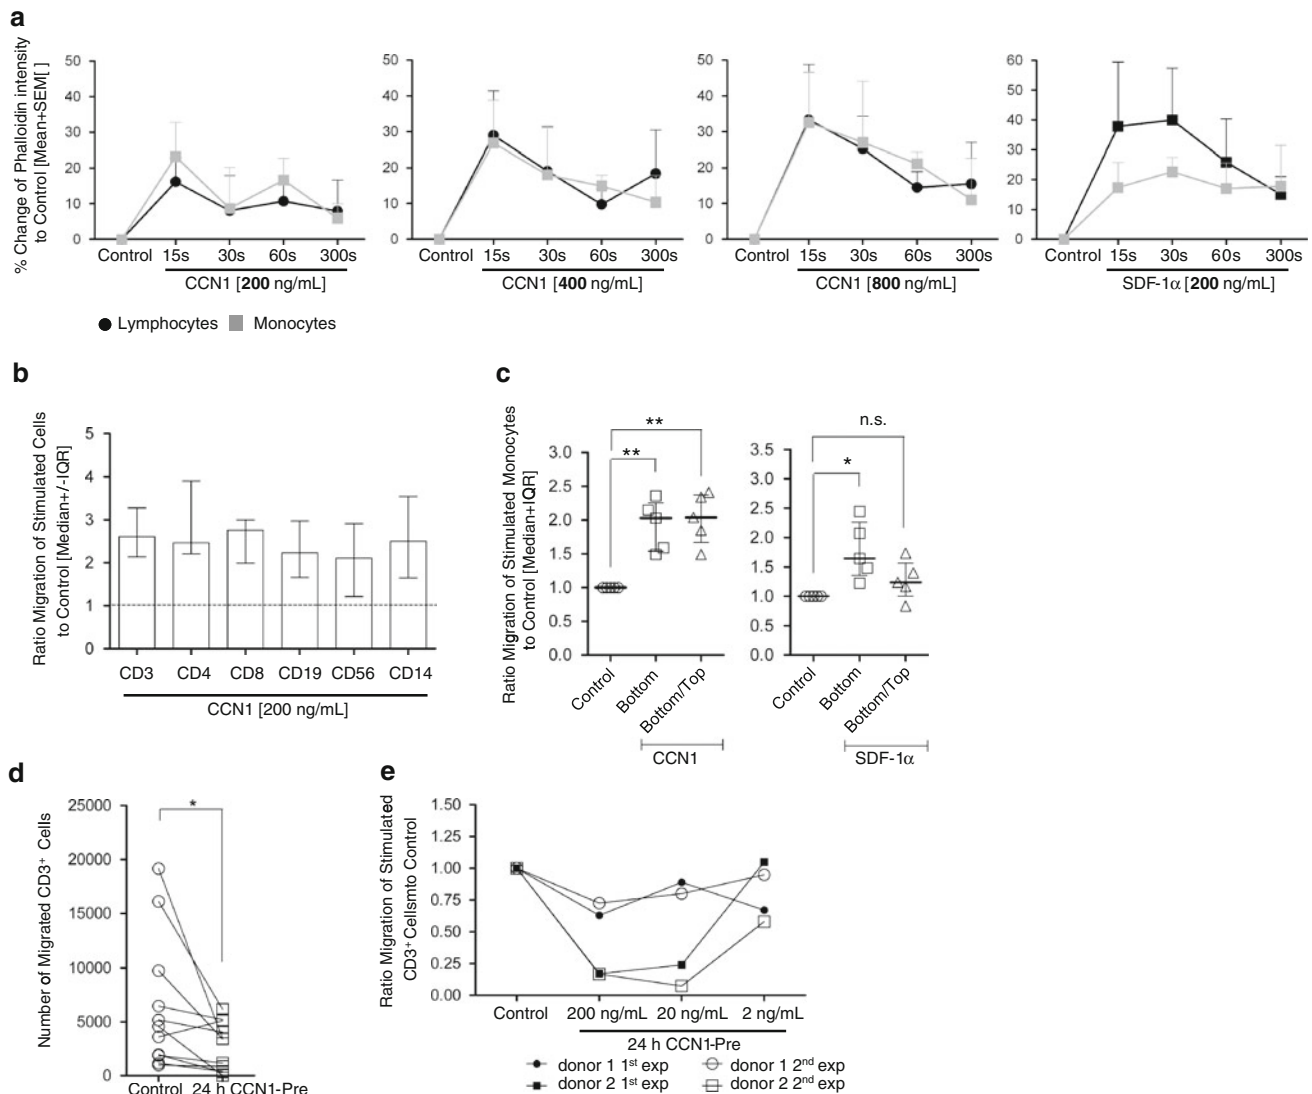 a
% Change of Phalloidin intensity
to Control [Mean+SEM[ ]
50
40
30
20
10
0
Control 15s 30s 60s 300s
CCN1 [200 ng/mL]
50
40
30
20
10
0
Control 15s 30s 60s 300s
CCN1 [400 ng/mL]
50
40
30
20
10
0
Control 15s 30s 60s 300s
CCN1 [800 ng/mL]
60
50
40
30
20
10
0
Control 15s 30s 60s 300s
SDF-1α [200 ng/mL]
Lymphocytes Monocytes
b
Ratio Migration of Stimulated Cells
to Control [Median+/-IQR]
5
4
3
2
1
0
CD3 CD4 CD8 CD19 CD56 CD14
CCN1 [200 ng/mL]
c
Ratio Migration of Stimulated Monocytes
to Control [Median+IQR]
3.0
2.5
2.0
1.5
1.0
0.5
0.0
**
**
Control Bottom Bottom/Top
CCN1
3.5
3.0
2.5
2.0
1.5
1.0
0.5
0.0
n.s.
*
Control Bottom Bottom/Top
SDF-1α
d
Number of Migrated CD3+ Cells
25000
20000
15000
10000
5000
0
*
Control 24 h CCN1-Pre
e
Ratio Migration of Stimulated
CD3+ Cellsmto Control
1.50
1.25
1.00
0.75
0.50
0.25
0.00
Control 200 ng/mL 20 ng/mL 2 ng/mL
24 h CCN1-Pre
donor 1 1st exp donor 1 2nd exp
donor 2 1st exp donor 2 2nd exp